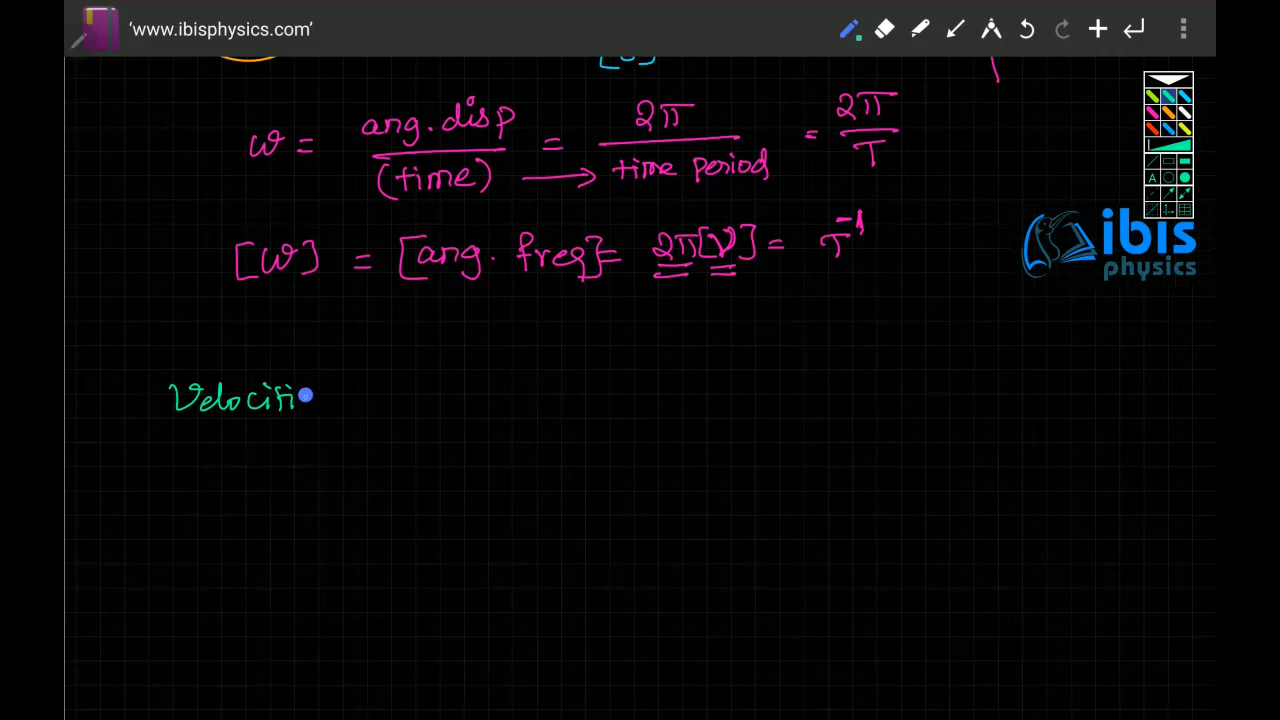 'www.ibisphysics.com'
ω = ang.disp / (time) → = 2π / time period = 2π / T
[ω] = [ang. freq] = 2π[ν] = T⁻¹
ibis
physics
Velociti